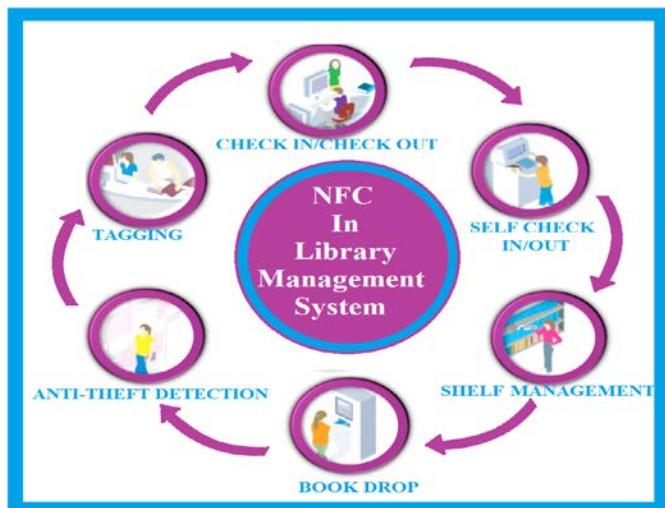 CHECK IN/CHECK OUT
SELF CHECK
IN/OUT
SHELF MANAGEMENT
BOOK DROP
ANTI-THEFT DETECTION
TAGGING
NFC
In
Library
Management
System